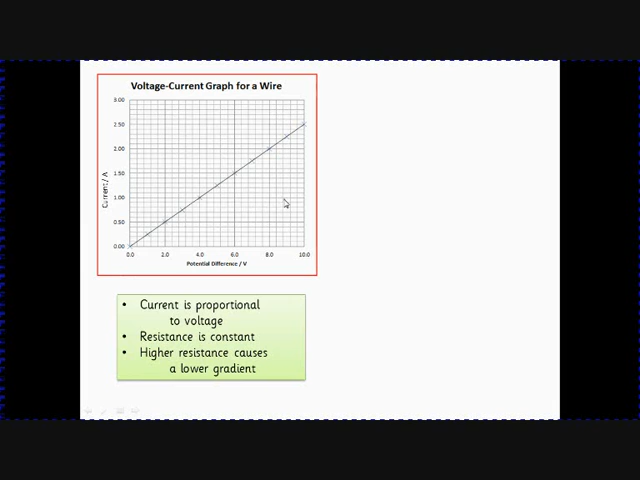 Voltage-Current Graph for a Wire
3.00
2.50
2.00
1.50
1.00
0.50
0.00
Current / A
0.0 2.0 4.0 6.0 8.0 10.0
Potential Difference / V
• Current is proportional
to voltage
• Resistance is constant
• Higher resistance causes
a lower gradient